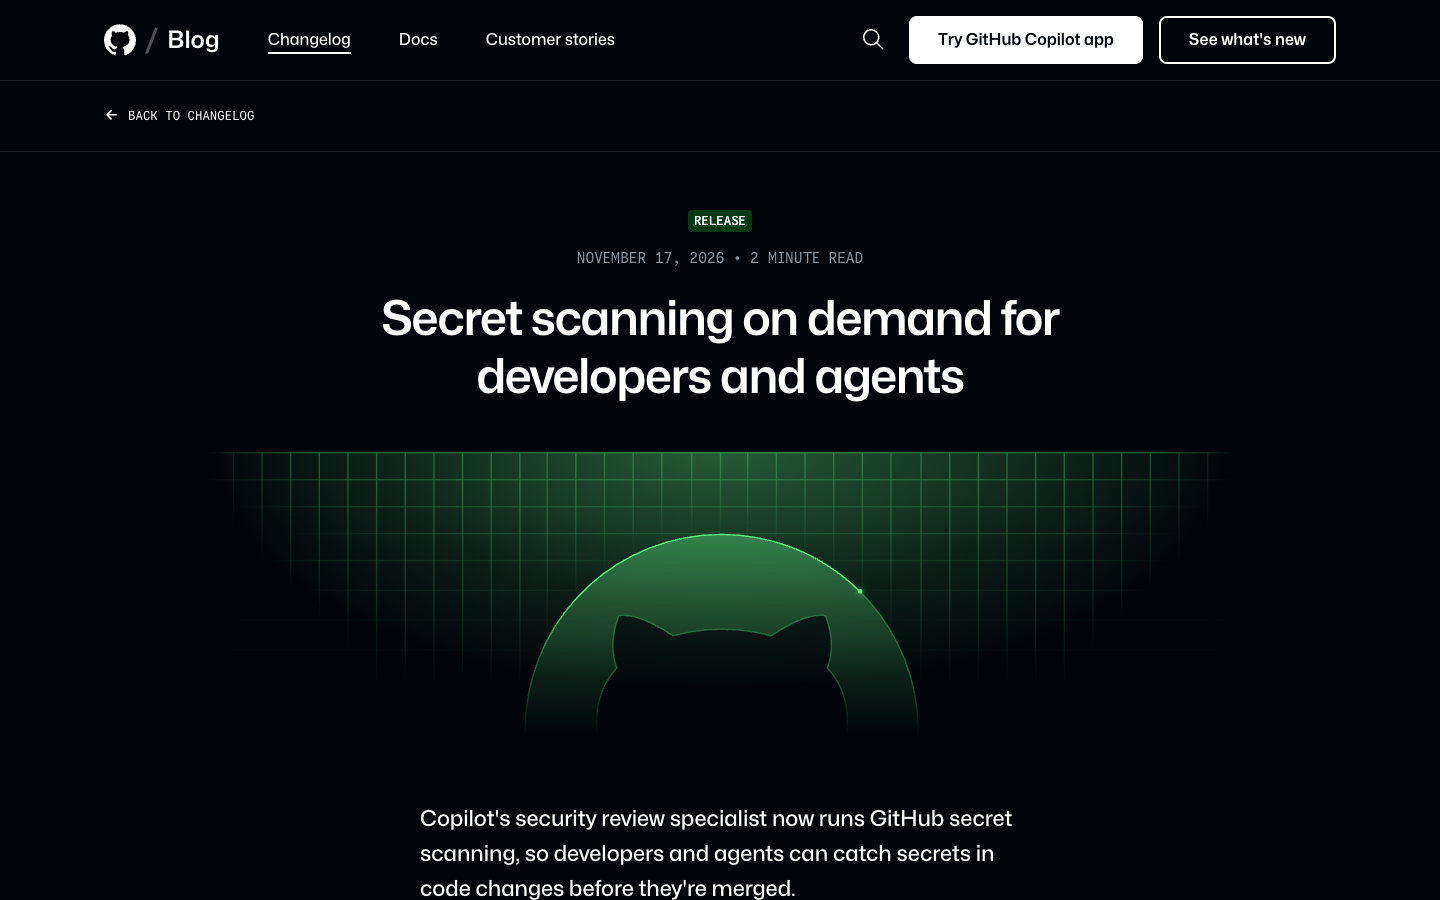 / Blog
Changelog
Docs
Customer stories
Try GitHub Copilot app
See what's new
← BACK TO CHANGELOG
RELEASE
NOVEMBER 17, 2026 • 2 MINUTE READ
Secret scanning on demand for
developers and agents
Copilot's security review specialist now runs GitHub secret
scanning, so developers and agents can catch secrets in
code changes before they're merged.